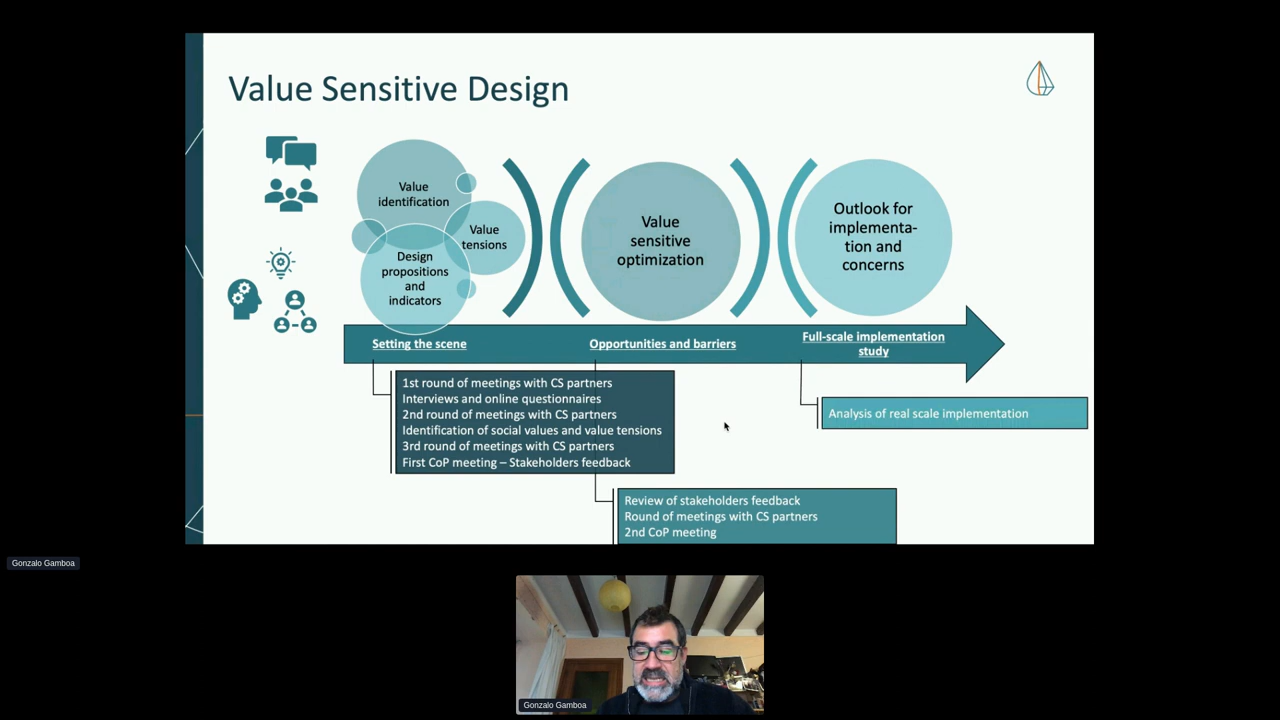 Value Sensitive Design
Value
identification
Value
tensions
Design
propositions
and
indicators
Value
sensitive
optimization
Outlook for
implementa-
tion and
concerns
Setting the scene
Opportunities and barriers
Full-scale implementation
study
1st round of meetings with CS partners
Interviews and online questionnaires
2nd round of meetings with CS partners
Identification of social values and value tensions
3rd round of meetings with CS partners
First CoP meeting – Stakeholders feedback
Analysis of real scale implementation
Review of stakeholders feedback
Round of meetings with CS partners
2nd CoP meeting
Gonzalo Gamboa
Gonzalo Gamboa